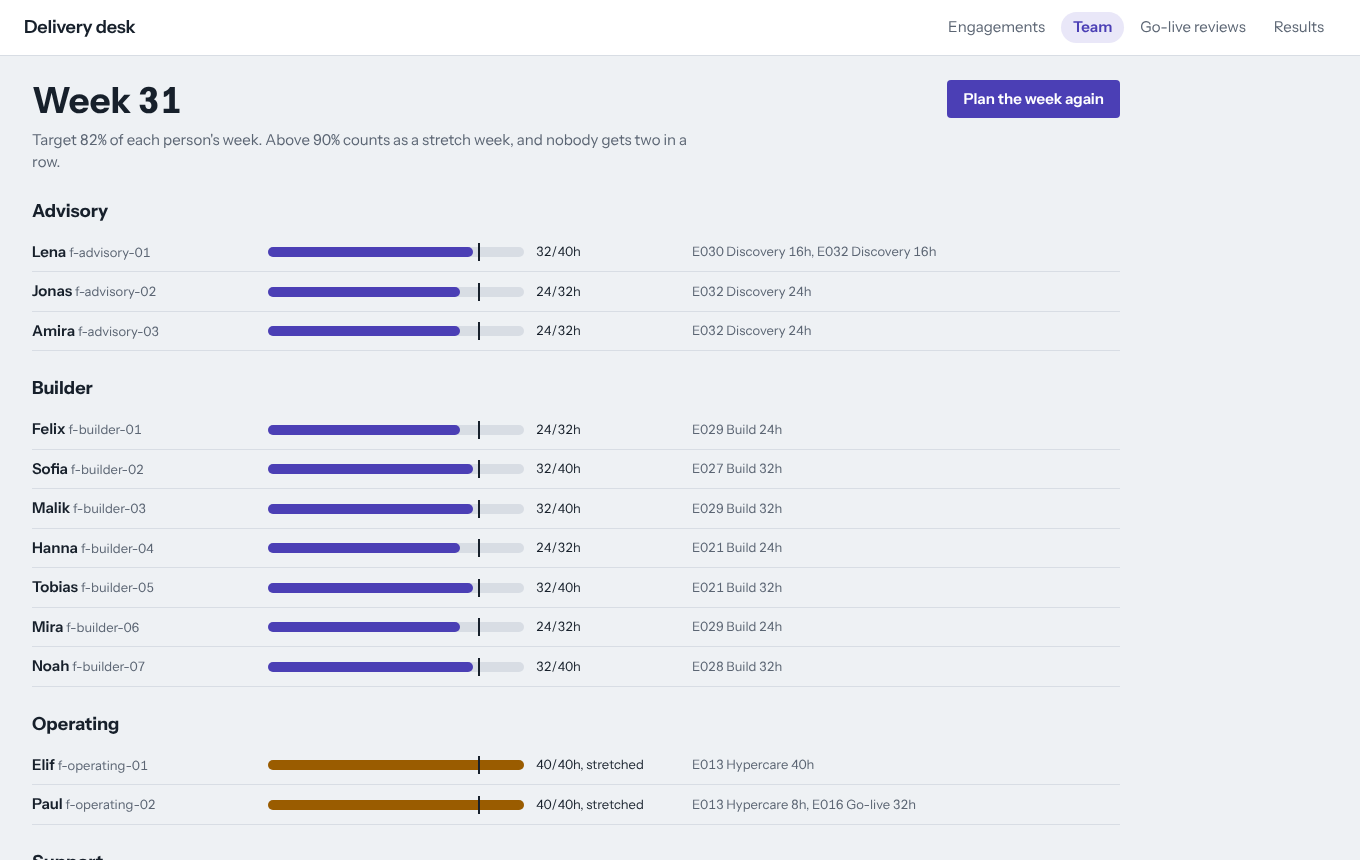 Delivery desk
Engagements Team Go-live reviews Results
Week 31
Plan the week again
Target 82% of each person's week. Above 90% counts as a stretch week, and nobody gets two in a
row.
Advisory
Lena f-advisory-01 32/40h E030 Discovery 16h, E032 Discovery 16h
Jonas f-advisory-02 24/32h E032 Discovery 24h
Amira f-advisory-03 24/32h E032 Discovery 24h
Builder
Felix f-builder-01 24/32h E029 Build 24h
Sofia f-builder-02 32/40h E027 Build 32h
Malik f-builder-03 32/40h E029 Build 32h
Hanna f-builder-04 24/32h E021 Build 24h
Tobias f-builder-05 32/40h E021 Build 32h
Mira f-builder-06 24/32h E029 Build 24h
Noah f-builder-07 32/40h E028 Build 32h
Operating
Elif f-operating-01 40/40h, stretched E013 Hypercare 40h
Paul f-operating-02 40/40h, stretched E013 Hypercare 8h, E016 Go-live 32h